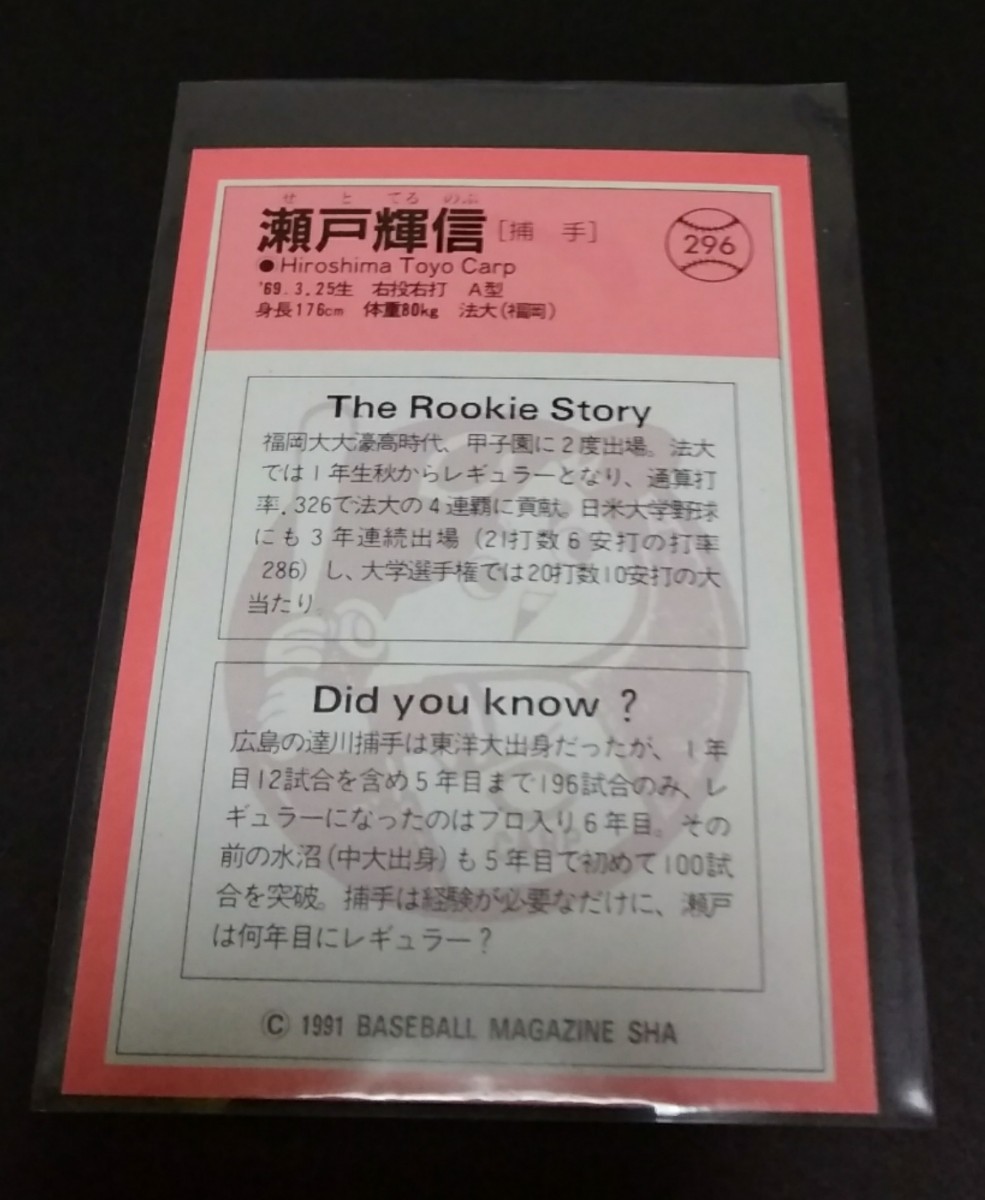 せ と てる のぶ
瀬戸輝信 [捕 手] 296
●Hiroshima Toyo Carp
'69.3.25生 右投右打 A型
身長176cm 体重80kg 法大(福岡)
The Rookie Story
福岡大大濠高時代、甲子園に2度出場。法大
では1年生秋からレギュラーとなり、通算打
率.326で法大の4連覇に貢献。日米大学野球
にも3年連続出場(21打数6安打の打率
286)し、大学選手権では20打数10安打の大
当たり。
Did you know ?
広島の達川捕手は東洋大出身だったが、1年
目12試合を含め5年目まで196試合のみ、レ
ギュラーになったのはプロ入り6年目。その
前の水沼(中大出身)も5年目で初めて100試
合を突破。捕手は経験が必要なだけに、瀬戸
は何年目にレギュラー?
© 1991 BASEBALL MAGAZINE SHA